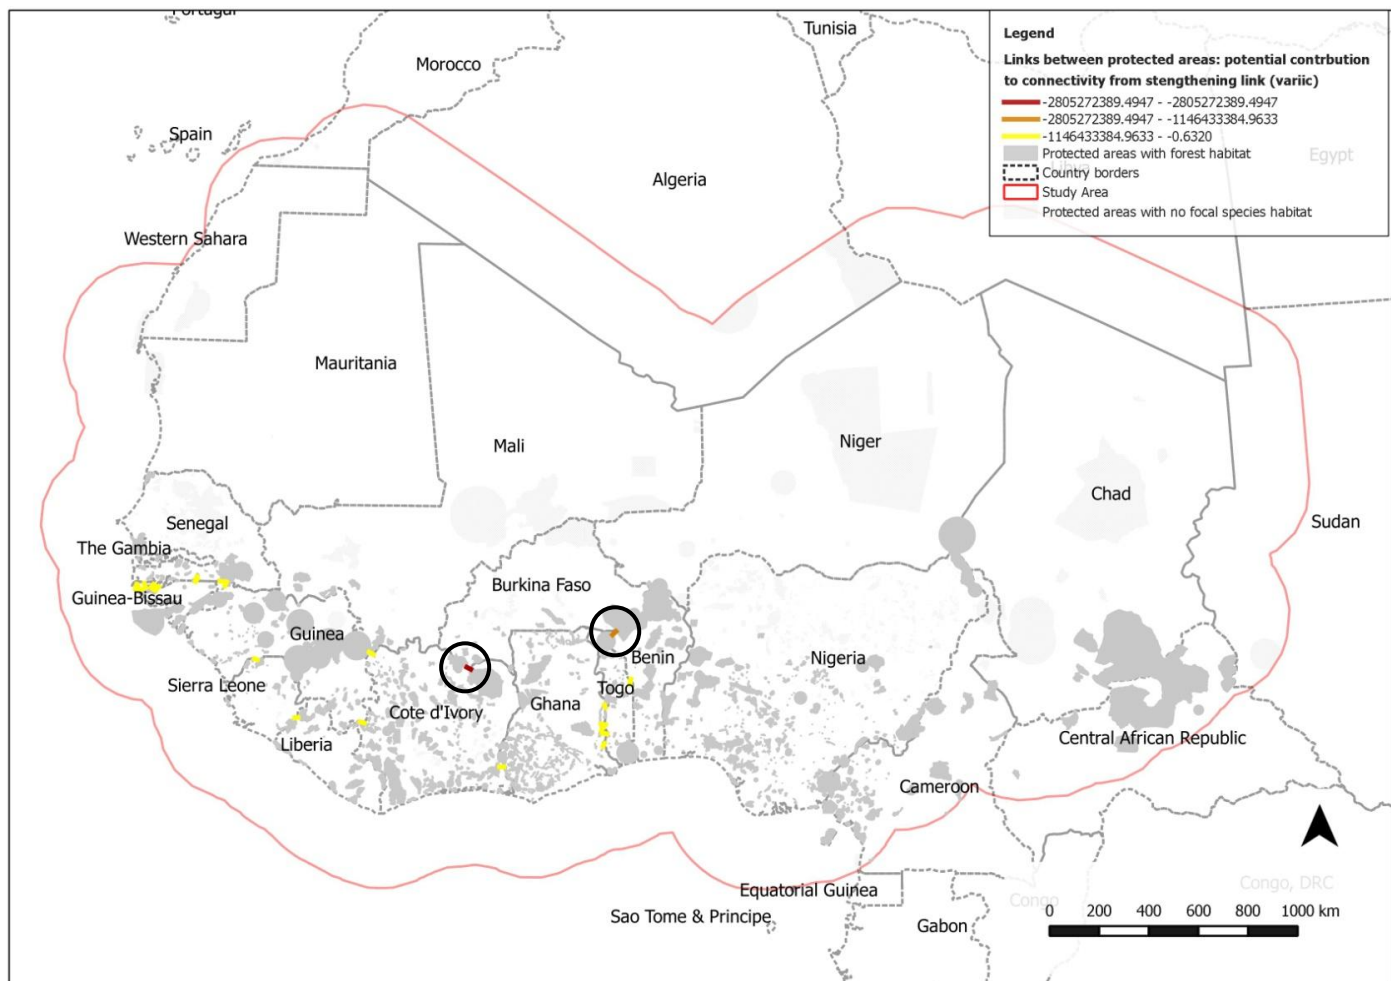 Portugal
Tunisia
Morocco
Spain
Algeria
Libya
Egypt
Western Sahara
Mauritania
Mali
Niger
Chad
Sudan
Senegal
The Gambia
Guinea-Bissau
Burkina Faso
Guinea
Benin
Nigeria
Sierra Leone
Togo
Ghana
Cote d'Ivory
Liberia
Central African Republic
Cameroon
Equatorial Guinea
Sao Tome & Principe
Gabon
Congo
Congo, DRC
Legend
Links between protected areas: potential contrbution
to connectivity from stengthening link (variic)
-2805272389.4947 - -2805272389.4947
-2805272389.4947 - -1146433384.9633
-1146433384.9633 - -0.6320
Protected areas with forest habitat
Country borders
Study Area
Protected areas with no focal species habitat
0 200 400 600 800 1000 km